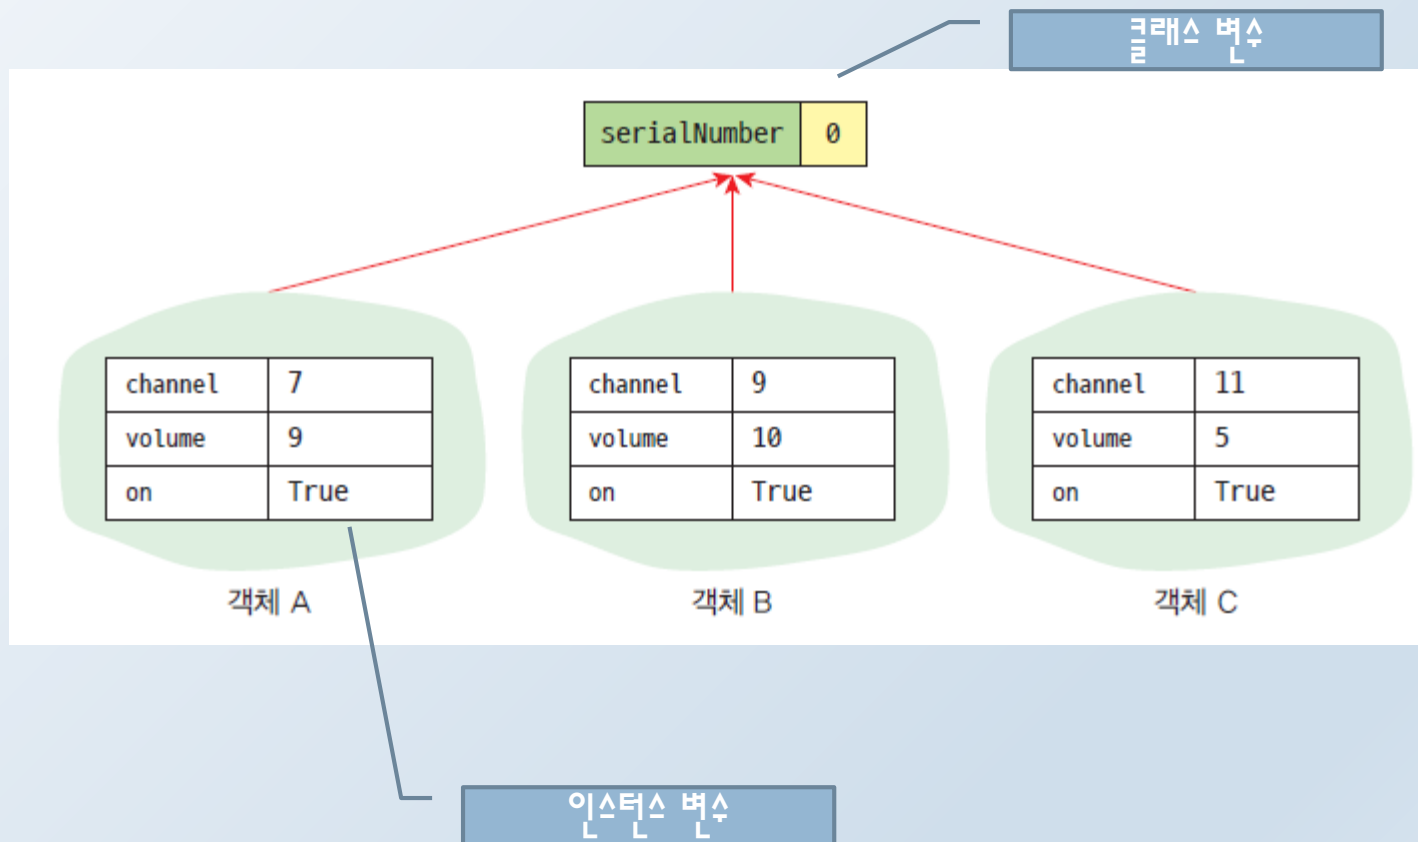 클래스 변수
serialNumber 0
channel 7
volume 9
on True
객체 A
channel 9
volume 10
on True
객체 B
channel 11
volume 5
on True
객체 C
인스턴스 변수